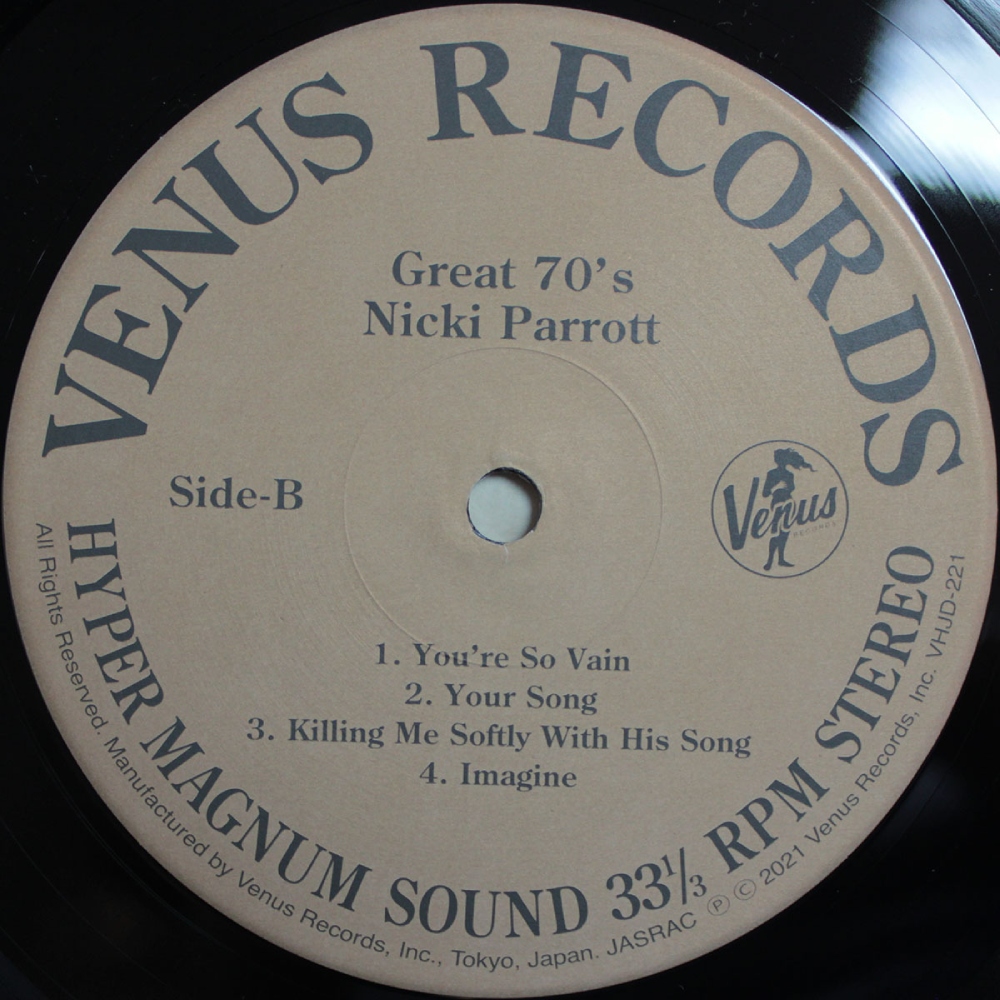 VENUS RECORDS
Great 70's
Nicki Parrott
Side-B
Venus
RECORDS
1. You're So Vain
2. Your Song
3. Killing Me Softly With His Song
4. Imagine
HYPER MAGNUM SOUND 33⅓ RPM STEREO
All Rights Reserved. Manufactured by Venus Records, Inc., Tokyo, Japan. JASRAC Ⓟ Ⓒ 2021 Venus Records, Inc. VHJD-221